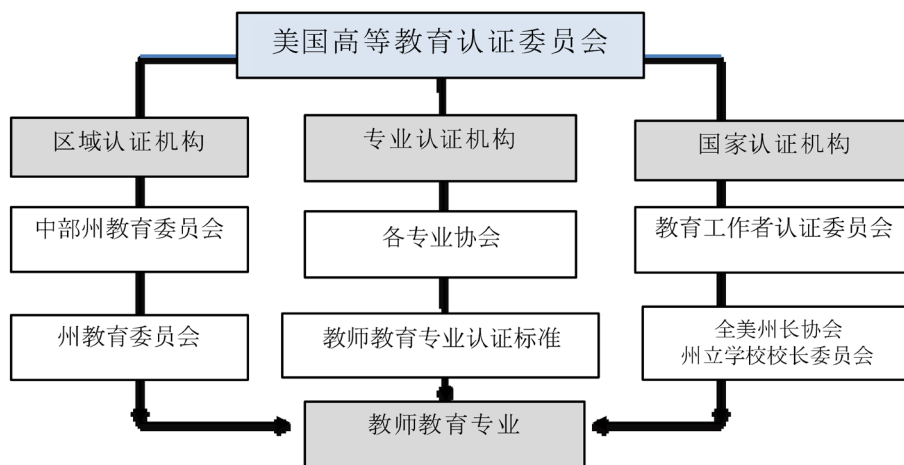 美国高等教育认证委员会
区域认证机构
专业认证机构
国家认证机构
中部州教育委员会
各专业协会
教育工作者认证委员会
州教育委员会
教师教育专业认证标准
全美州长协会
州立学校校长委员会
教师教育专业